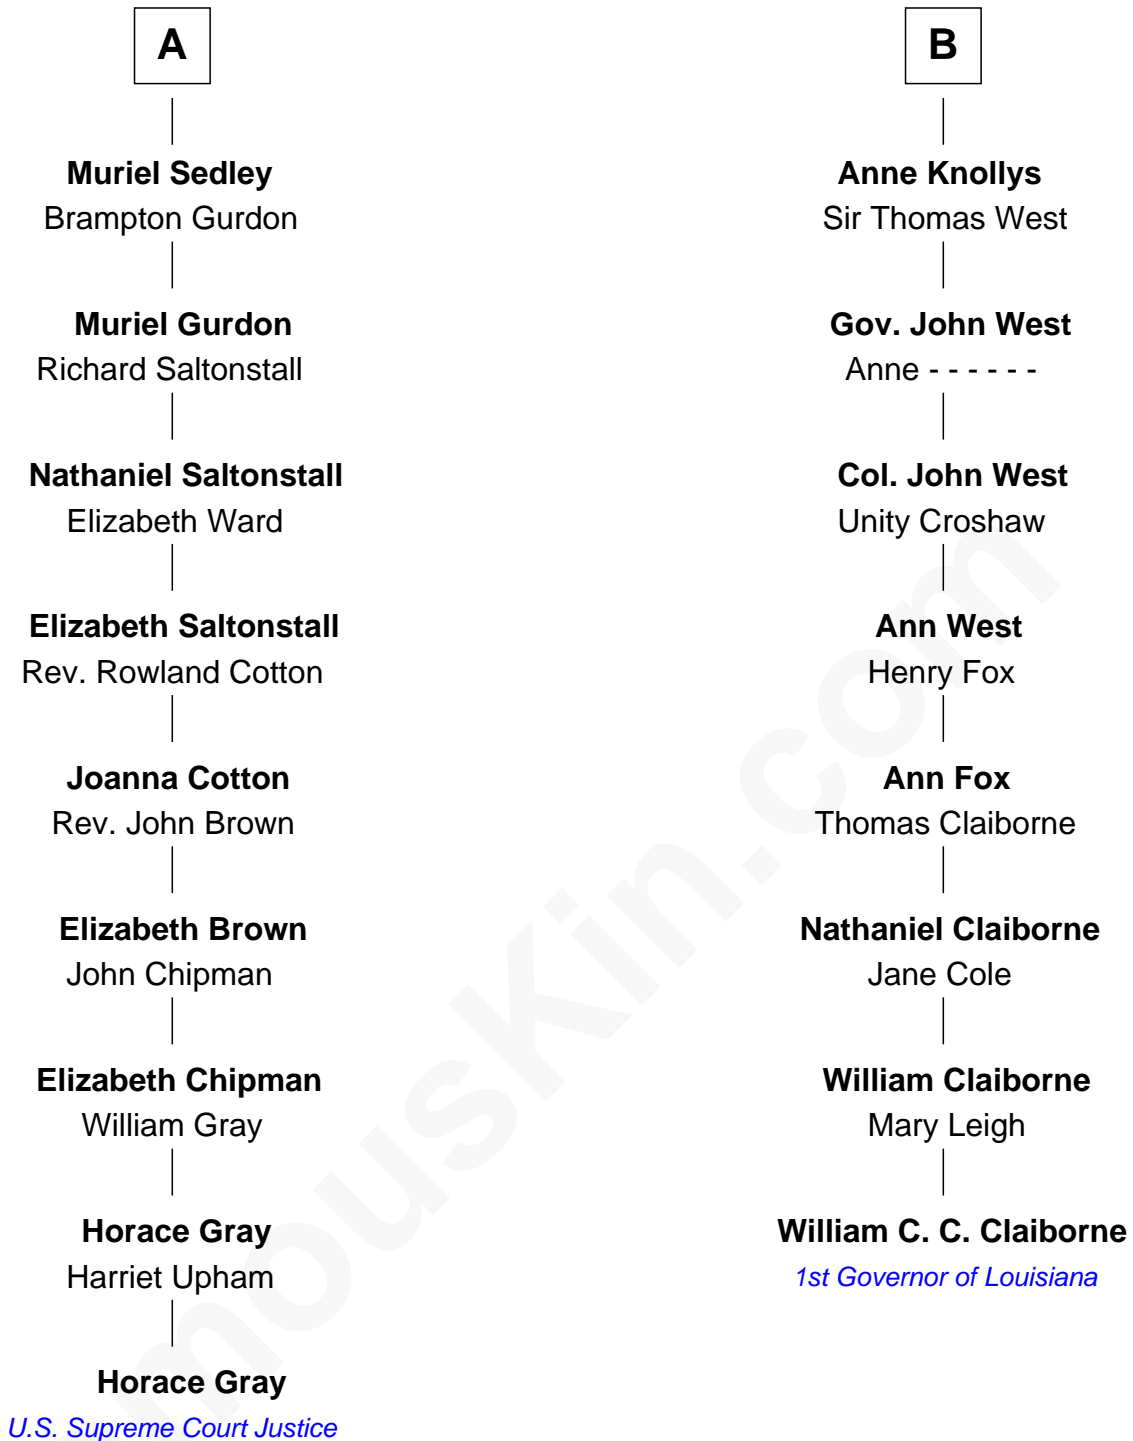 A
Muriel Sedley
Brampton Gurdon
Muriel Gurdon
Richard Saltonstall
Nathaniel Saltonstall
Elizabeth Ward
Elizabeth Saltonstall
Rev. Rowland Cotton
Joanna Cotton
Rev. John Brown
Elizabeth Brown
John Chipman
Elizabeth Chipman
William Gray
Horace Gray
Harriet Upham
Horace Gray
U.S. Supreme Court Justice
B
Anne Knollys
Sir Thomas West
Gov. John West
Anne - - - - - -
Col. John West
Unity Croshaw
Ann West
Henry Fox
Ann Fox
Thomas Claiborne
Nathaniel Claiborne
Jane Cole
William Claiborne
Mary Leigh
William C. C. Claiborne
1st Governor of Louisiana
mouskin.com